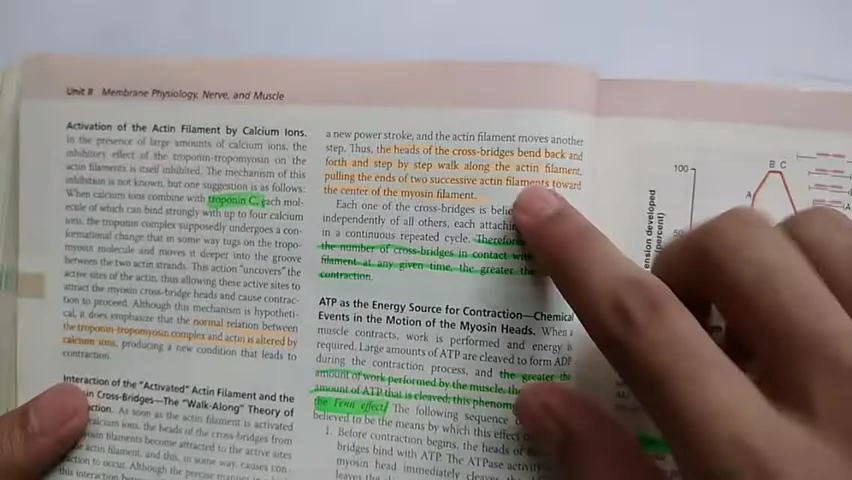 Unit II Membrane Physiology, Nerve, and Muscle
Activation of the Actin Filament by Calcium Ions.
In the presence of large amounts of calcium ions, the
inhibitory effect of the troponin-tropomyosin on the
actin filaments is itself inhibited. The mechanism of this
inhibition is not known, but one suggestion is as follows:
When calcium ions combine with troponin C, each mol-
ecule of which can bind strongly with up to four calcium
ions, the troponin complex supposedly undergoes a con-
formational change that in some way tugs on the tropo-
myosin molecule and moves it deeper into the groove
between the two actin strands. This action "uncovers" the
active sites of the actin, thus allowing these active sites to
attract the myosin cross-bridge heads and cause contrac-
tion to proceed. Although this mechanism is hypotheti-
cal, it does emphasize that the normal relation between
the troponin-tropomyosin complex and actin is altered by
calcium ions, producing a new condition that leads to
contraction.
Interaction of the "Activated" Actin Filament and the
in Cross-Bridges—The "Walk-Along" Theory of
action. As soon as the actin filament is activated
calcium ions, the heads of the cross-bridges from
filaments become attracted to the active sites
actin filament, and this, in some way, causes con-
tion to occur. Although the precise
this interaction
a new power stroke, and the actin filament moves another
step. Thus, the heads of the cross-bridges bend back and
forth and step by step walk along the actin filament,
pulling the ends of two successive actin filaments toward
the center of the myosin filament.
Each one of the cross-bridges is
independently of all others, each
in a continuous repeated cycle.
the number of cross-bridges in contact
filament at any given time, the greater the
contraction.
ATP as the Energy Source for Contraction—Chemical
Events in the Motion of the Myosin Heads. When a
muscle contracts, work is performed and energy is
required. Large amounts of ATP are cleaved to form ADP
during the contraction process, and the greater the
amount of work performed by the muscle, the
amount of ATP that is cleaved; this
the Fenn effect. The following sequence
believed to be the means by which this effect
1. Before contraction begins, the heads of
bridges bind with ATP. The ATPase
myosin head immediately
leaves the
100
50
B C
A
ension developed
(percent)